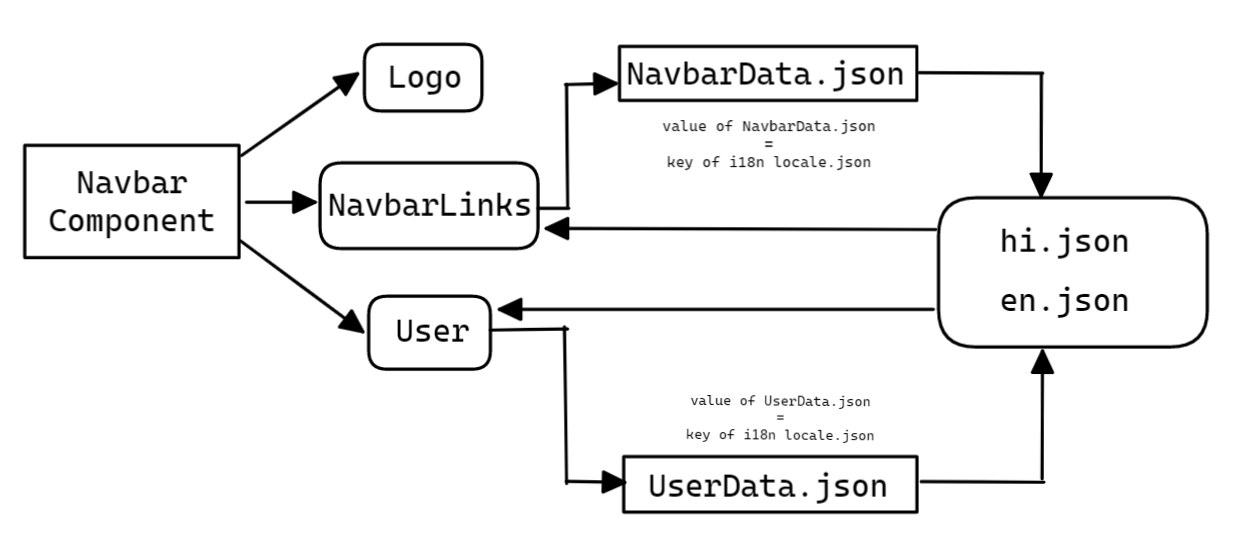 Logo
NavbarData.json
value of NavbarData.json
=
key of i18n locale.json
Navbar
Component
NavbarLinks
hi.json
en.json
User
value of UserData.json
=
key of i18n locale.json
UserData.json